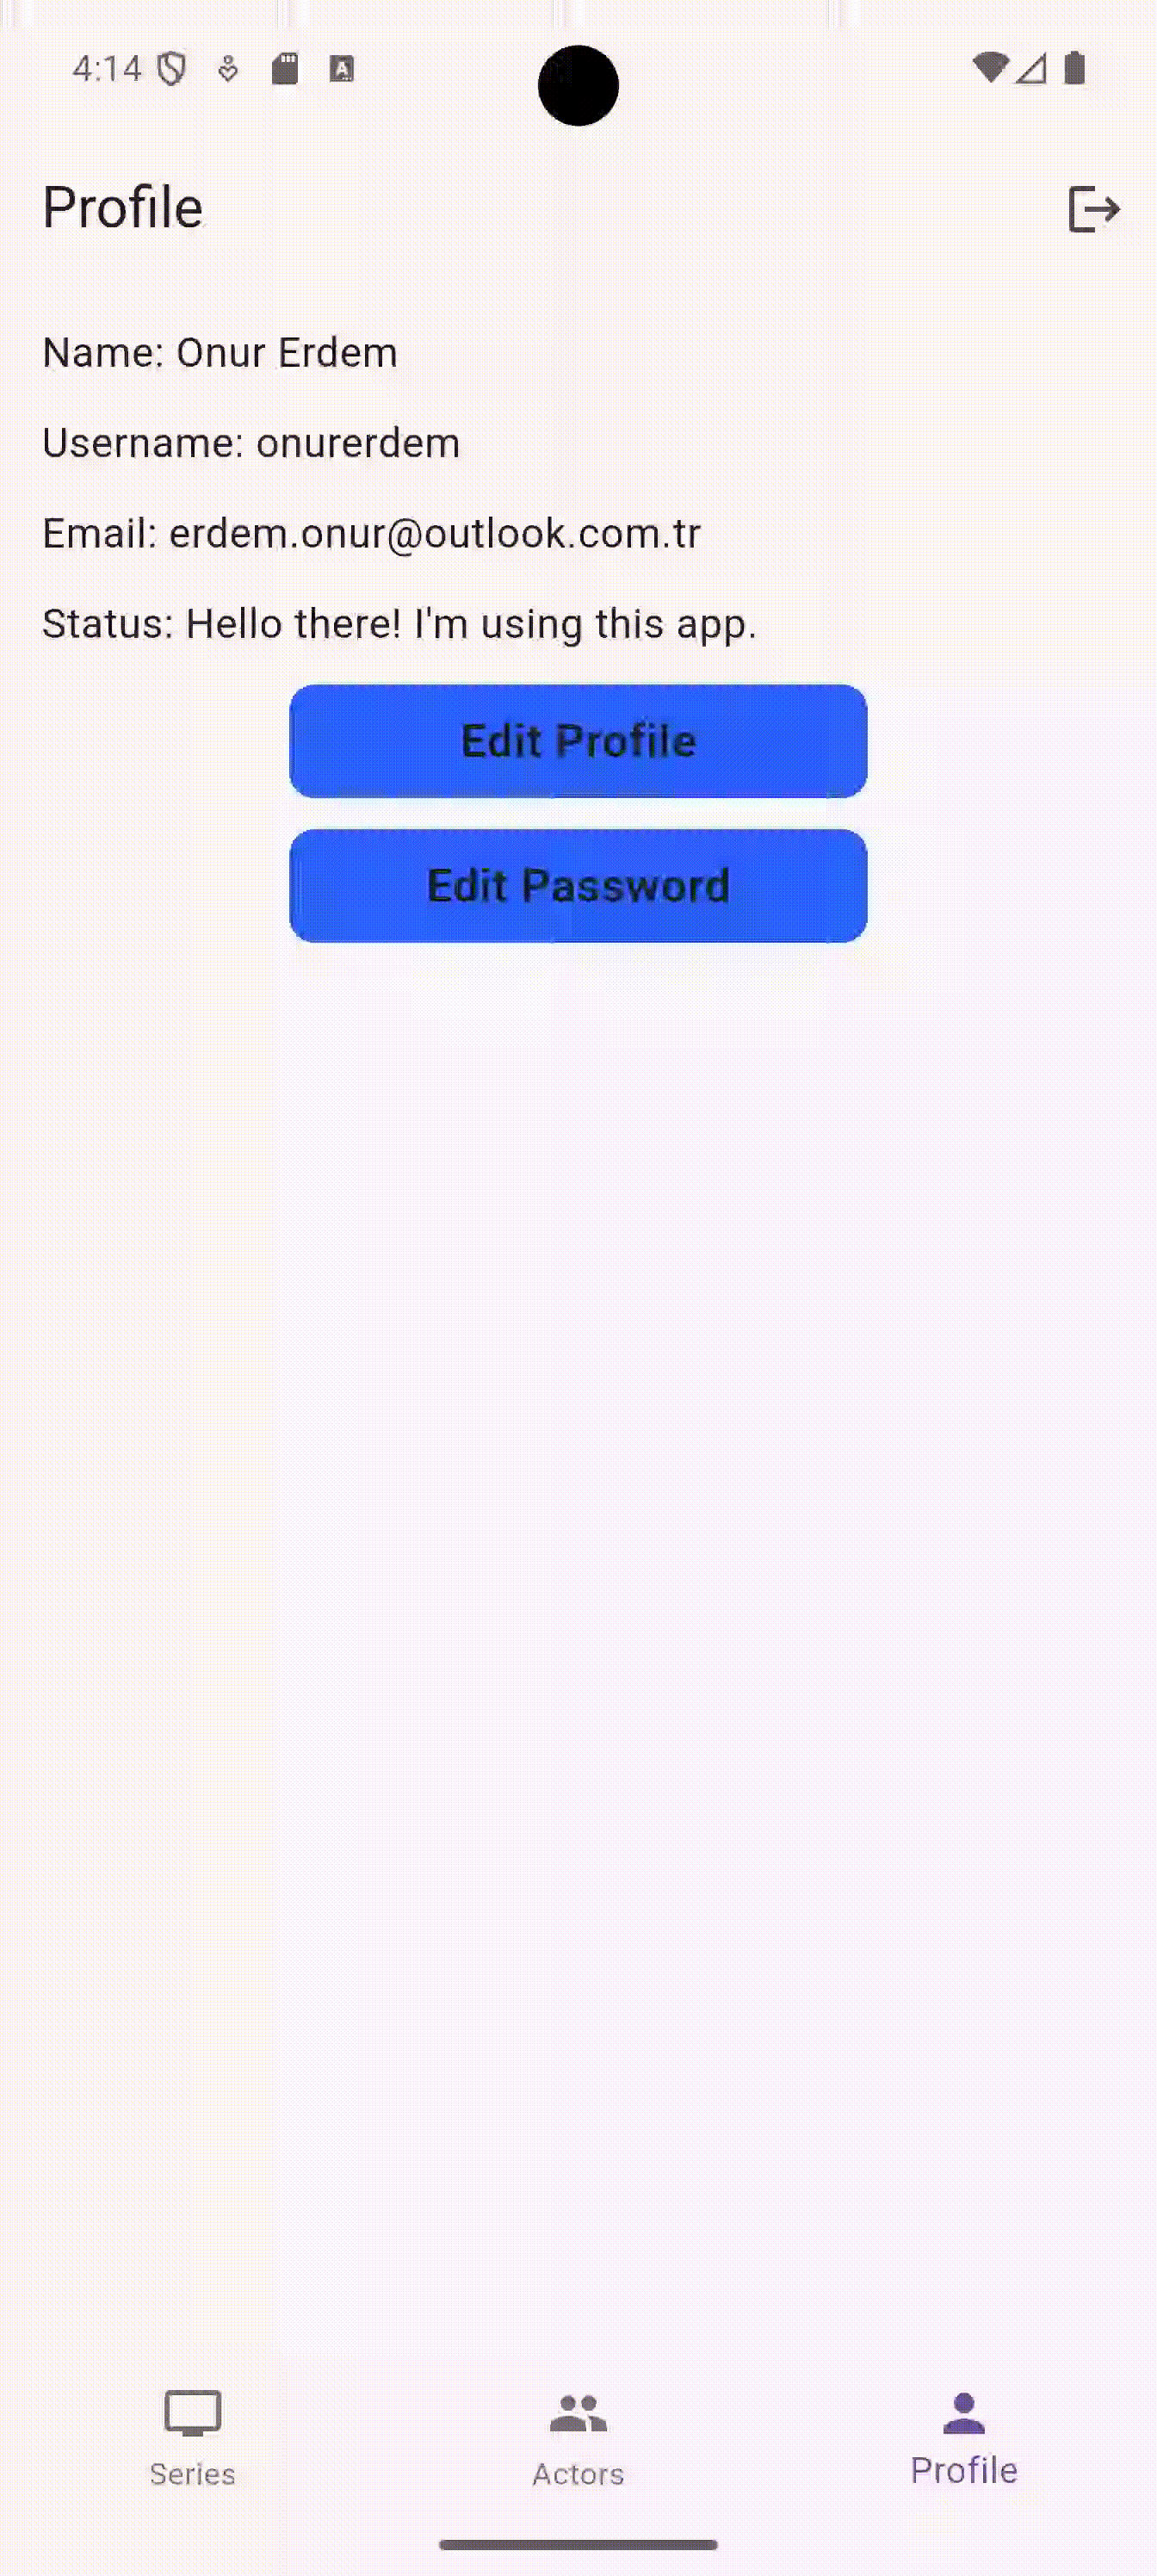 4:14
Profile
Name: Onur Erdem
Username: onurerdem
Email: erdem.onur@outlook.com.tr
Status: Hello there! I'm using this app.
Edit Profile
Edit Password
Series
Actors
Profile